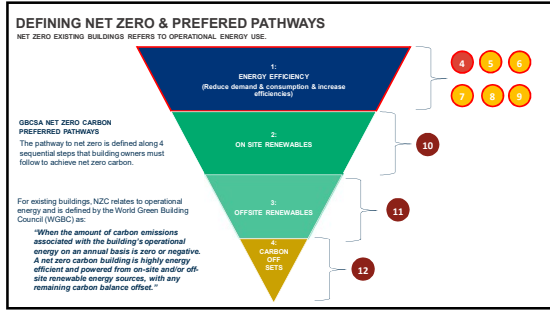 DEFINING NET ZERO & PREFERED PATHWAYS
NET ZERO EXISTING BUILDINGS REFERS TO OPERATIONAL ENERGY USE.
1:
ENERGY EFFICIENCY
(Reduce demand & consumption & increase
efficiencies)
4
5
6
7
8
9
GBCSA NET ZERO CARBON
PREFERRED PATHWAYS
The pathway to net zero is defined along 4
sequential steps that building owners must
follow to achieve net zero carbon.
2:
ON SITE RENEWABLES
10
For existing buildings, NZC relates to operational
energy and is defined by the World Green Building
Council (WGBC) as:
"When the amount of carbon emissions
associated with the building's operational
energy on an annual basis is zero or negative.
A net zero carbon building is highly energy
efficient and powered from on-site and/or off-
site renewable energy sources, with any
remaining carbon balance offset."
3:
OFFSITE RENEWABLES
11
4:
CARBON
OFF
SETS
12